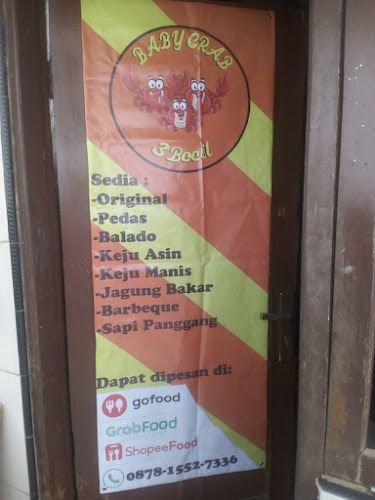 BABY CRAB
3 Bocil
Sedia :
-Original
-Pedas
-Balado
-Keju Asin
-Keju Manis
-Jagung Bakar
-Barbeque
-Sapi Panggang
Dapat dipesan di:
gofood
GrabFood
ShopeeFood
0878-1552-7336